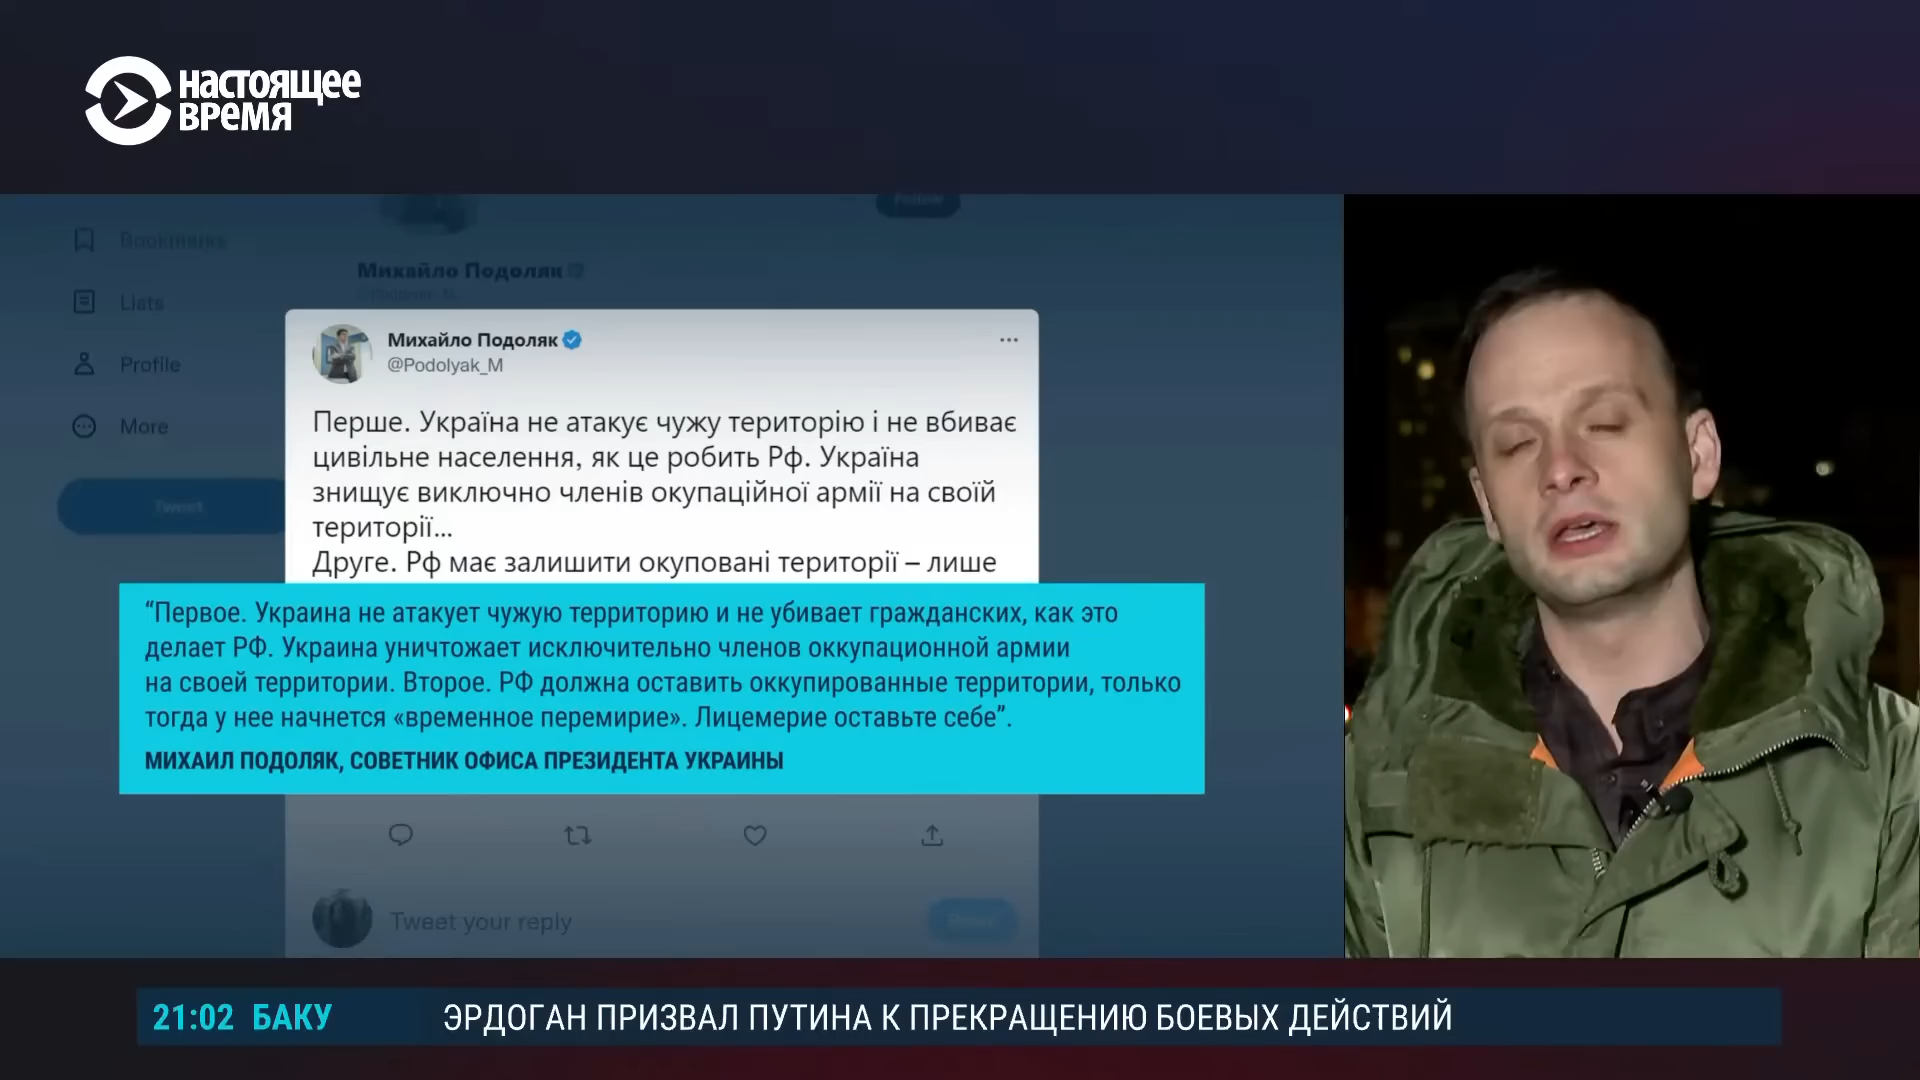 НАСТОЯЩЕЕ
ВРЕМЯ
Follow
Bookmarks
Михайло Подоляк
Lists
Михайло Подоляк
@Podolyak_M
Profile
Перше. Україна не атакує чужу територію і не вбиває
More
цивільне населення, як це робить Рф. Україна
знищує виключно членів окупаційної армії на своїй
Tweet
території...
Друге. Рф має залишити окуповані території – лише
“Первое. Украина не атакует чужую территорию и не убивает гражданских, как это
делает РФ. Украина уничтожает исключительно членов оккупационной армии
на своей территории. Второе. РФ должна оставить оккупированные территории, только
тогда у нее начнется «временное перемирие». Лицемерие оставьте себе”.
МИХАИЛ ПОДОЛЯК, СОВЕТНИК ОФИСА ПРЕЗИДЕНТА УКРАИНЫ
Tweet your reply
21:02 БАКУ
ЭРДОГАН ПРИЗВАЛ ПУТИНА К ПРЕКРАЩЕНИЮ БОЕВЫХ ДЕЙСТВИЙ